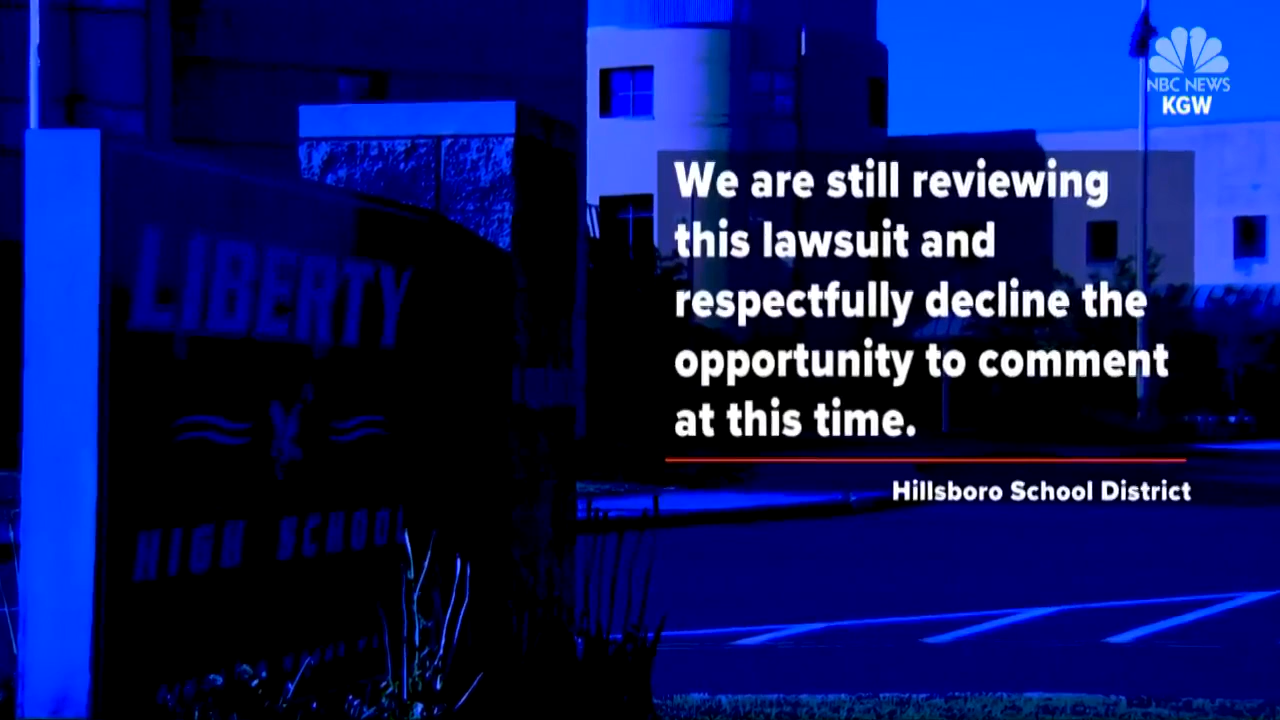 NBC NEWS
KGW
We are still reviewing
this lawsuit and
respectfully decline the
opportunity to comment
at this time.
Hillsboro School District
LIBERTY
HIGH SCHOOL